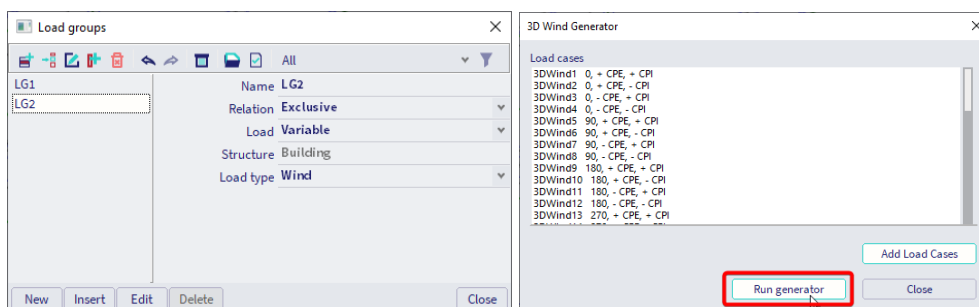 Load groups
All
LG1
LG2
Name LG2
Relation Exclusive
Load Variable
Structure Building
Load type Wind
New Insert Edit Delete Close
3D Wind Generator
Load cases
3DWind1 0, + CPE, + CPI
3DWind2 0, + CPE, - CPI
3DWind3 0, - CPE, + CPI
3DWind4 0, - CPE, - CPI
3DWind5 90, + CPE, + CPI
3DWind6 90, + CPE, - CPI
3DWind7 90, - CPE, + CPI
3DWind8 90, - CPE, - CPI
3DWind9 180, + CPE, + CPI
3DWind10 180, + CPE, - CPI
3DWind11 180, - CPE, + CPI
3DWind12 180, - CPE, - CPI
3DWind13 270, + CPE, + CPI
Add Load Cases
Run generator Close